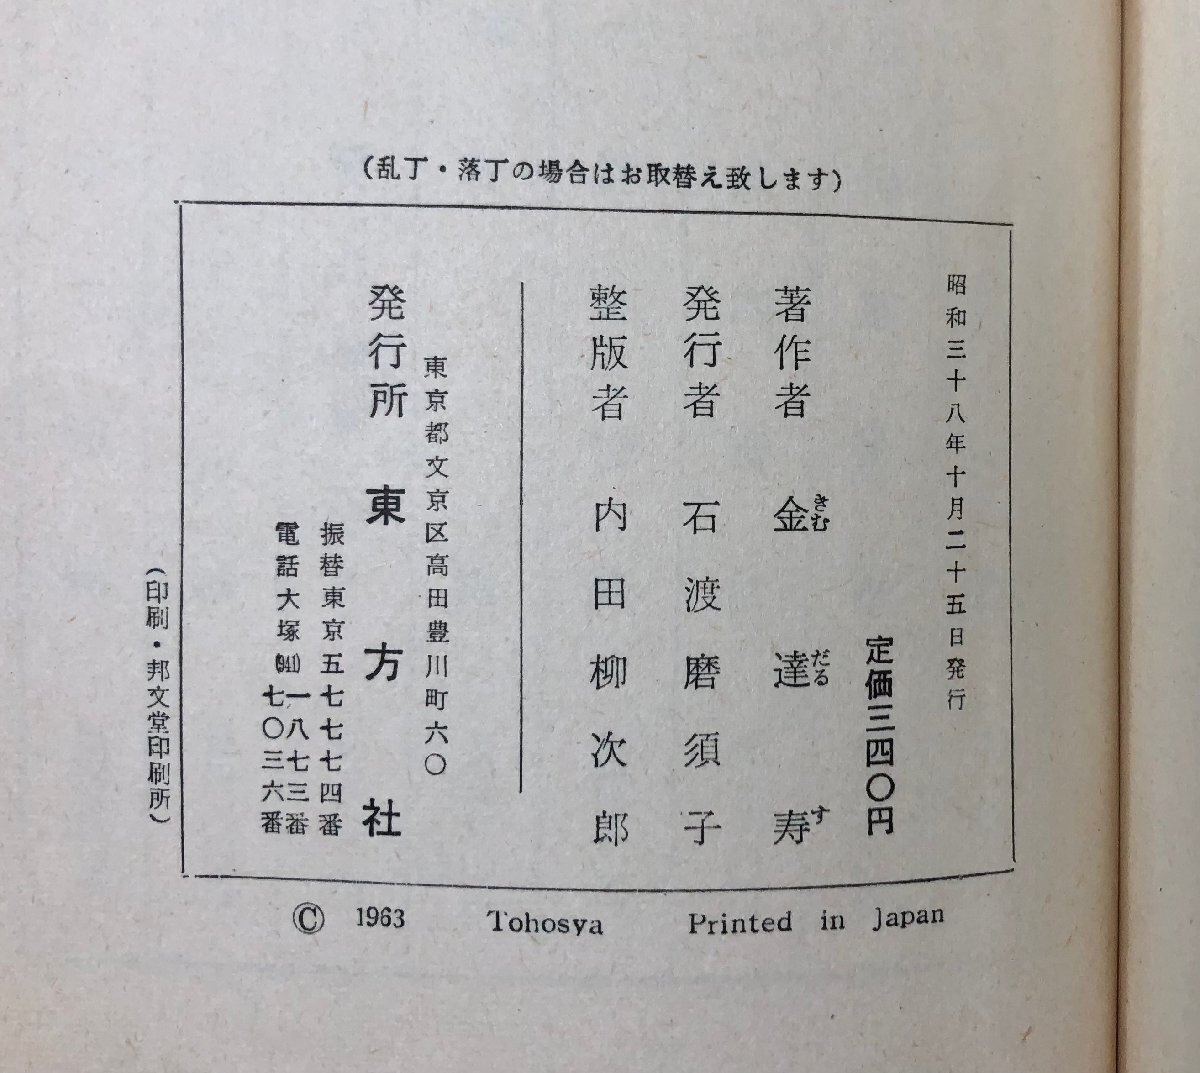 (乱丁・落丁の場合はお取替え致します)
昭和三十八年十月二十五日発行
定価三四〇円
著作者 金達寿
きむ だる す
発行者 石渡磨須子
整版者 内田柳次郎
東京都文京区高田豊川町六〇
発行所 東方社
振替東京五七七七四番
電話大塚(941)一八七三番
七〇三六番
(印刷・邦文堂印刷所)
© 1963 Tohosya Printed in Japan